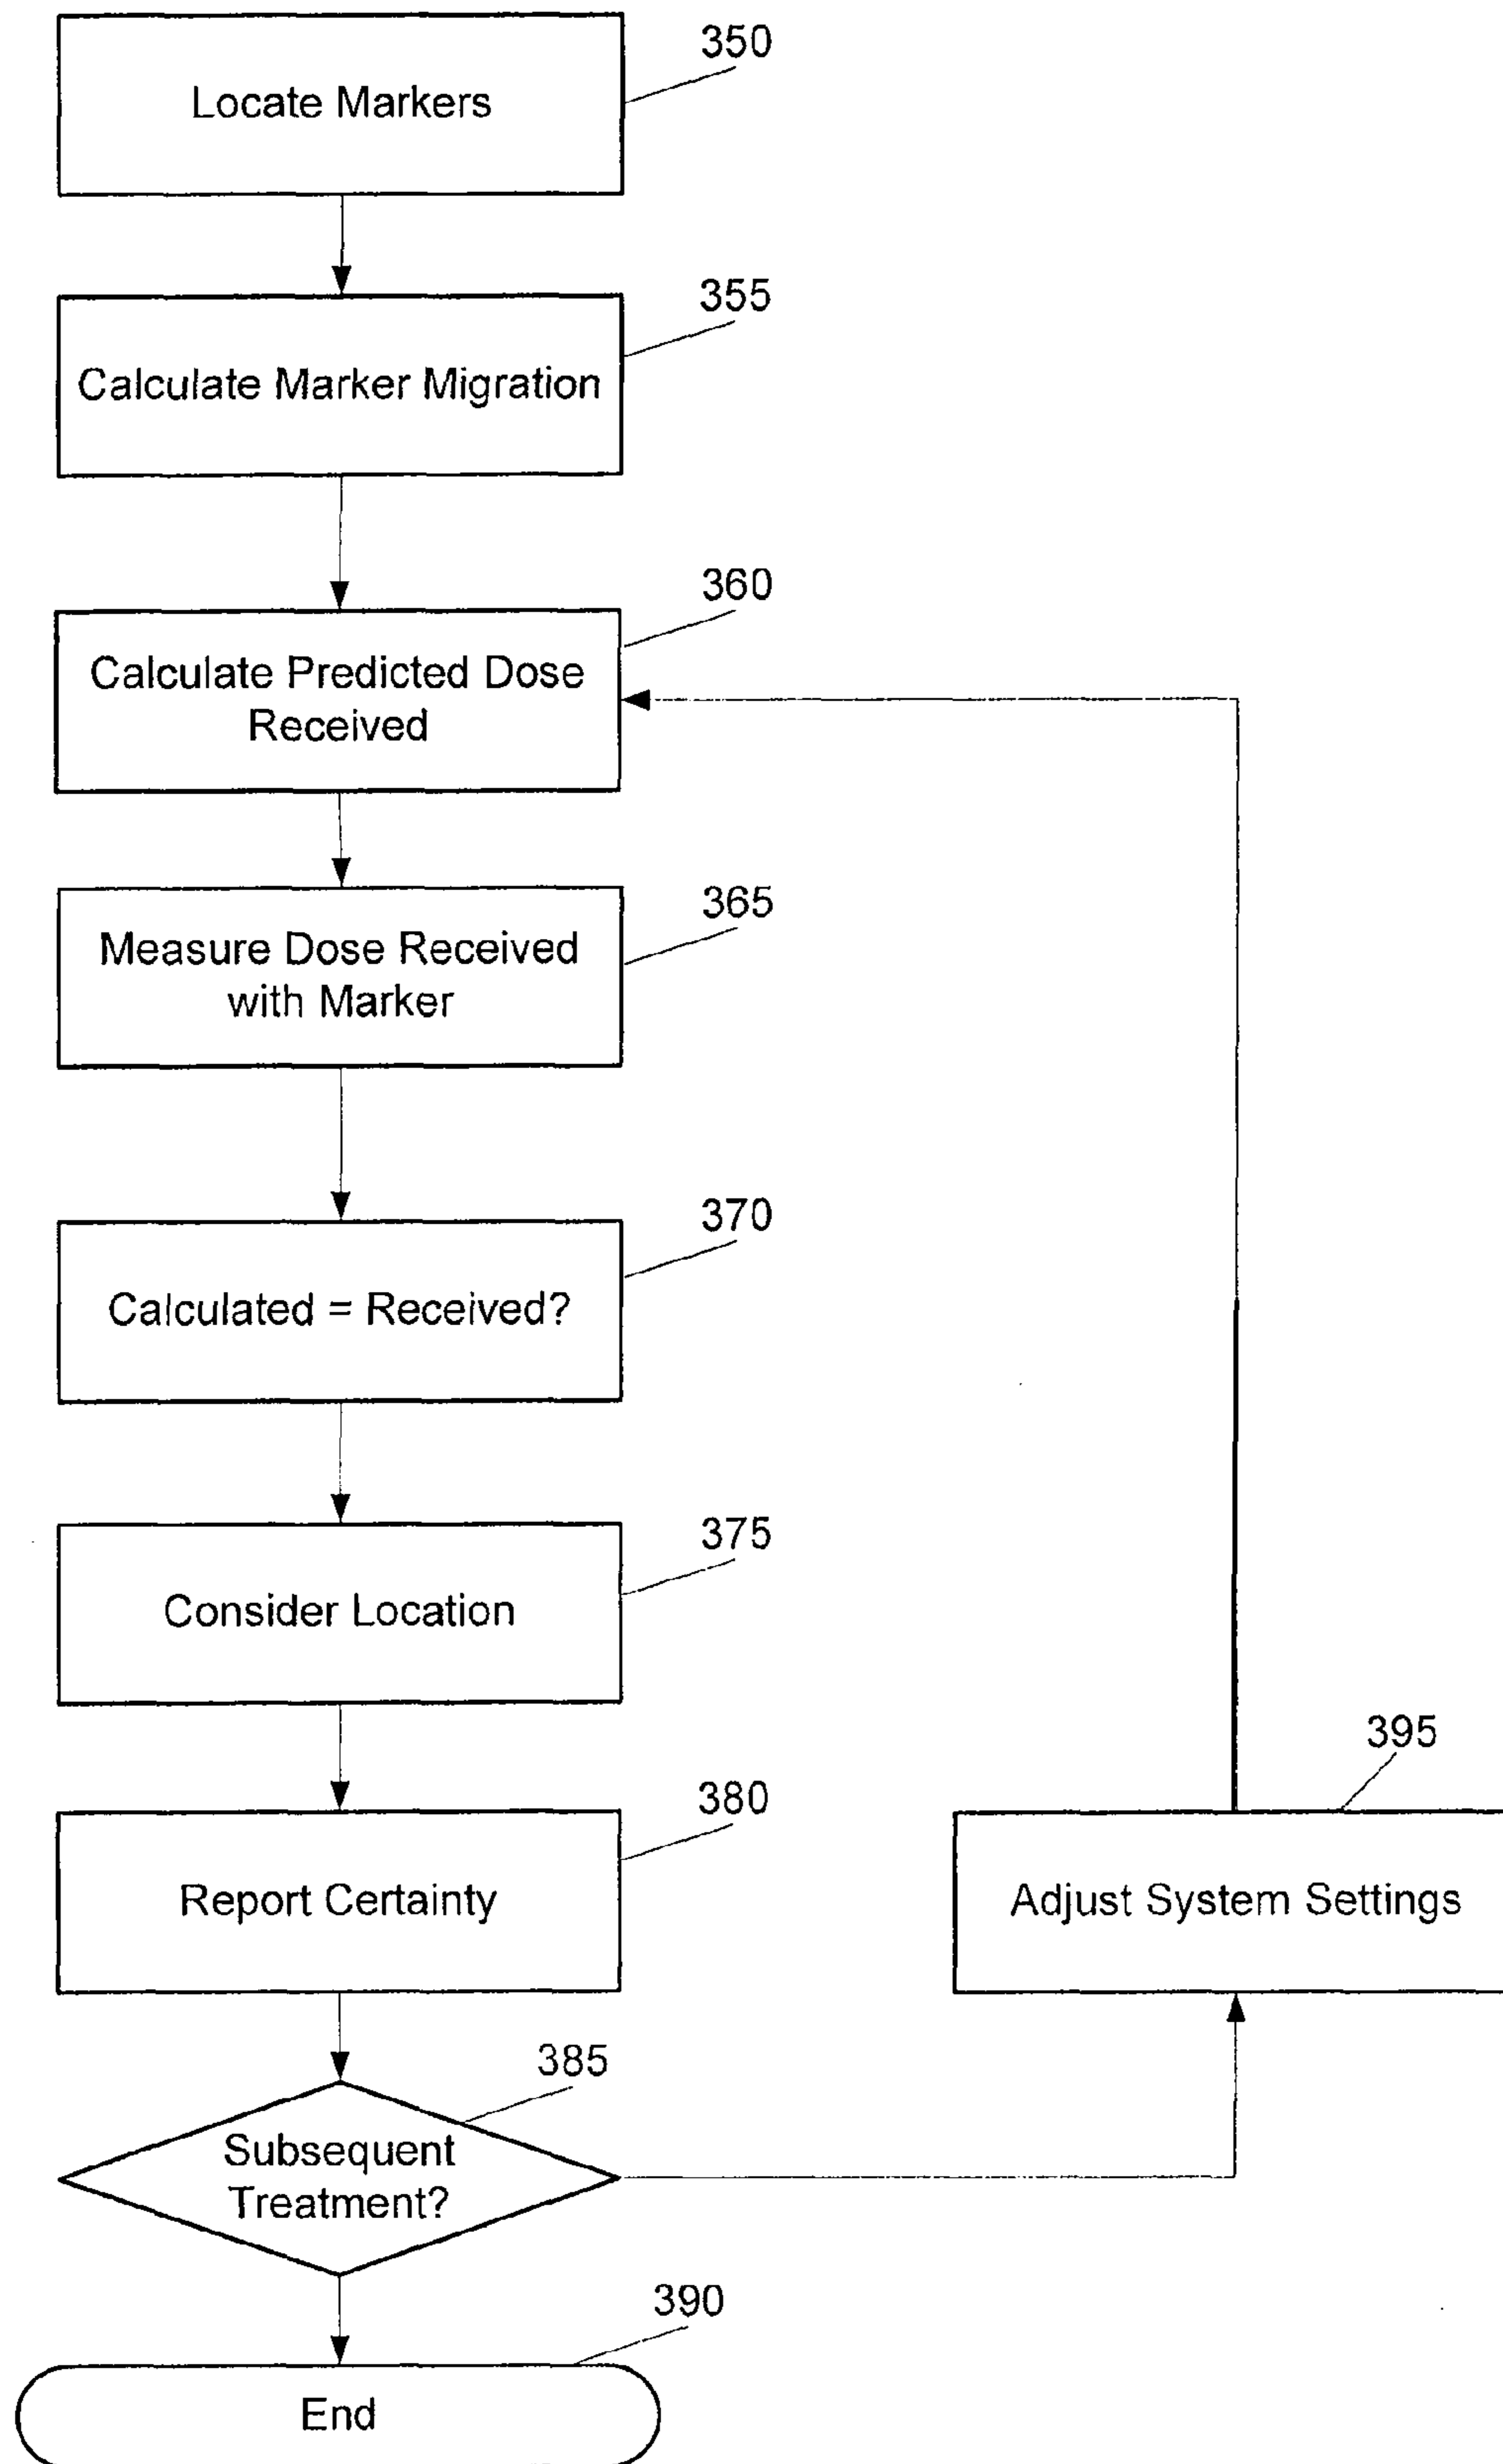 350
Locate Markers
355
Calculate Marker Migration
360
Calculate Predicted Dose
Received
365
Measure Dose Received
with Marker
370
Calculated = Received?
375
Consider Location
380
Report Certainty
395
Adjust System Settings
385
Subsequent
Treatment?
390
End